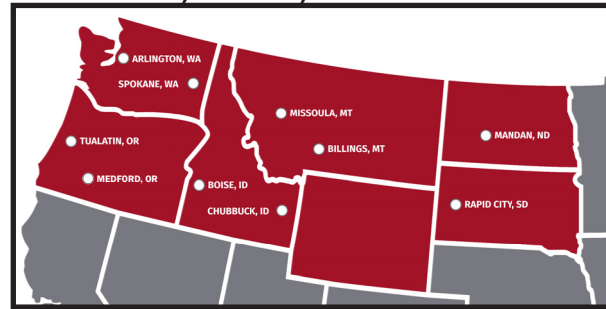 ARLINGTON, WA
SPOKANE, WA
MISSOULA, MT
MANDAN, ND
TUALATIN, OR
BILLINGS, MT
MEDFORD, OR
BOISE, ID
RAPID CITY, SD
CHUBBUCK, ID